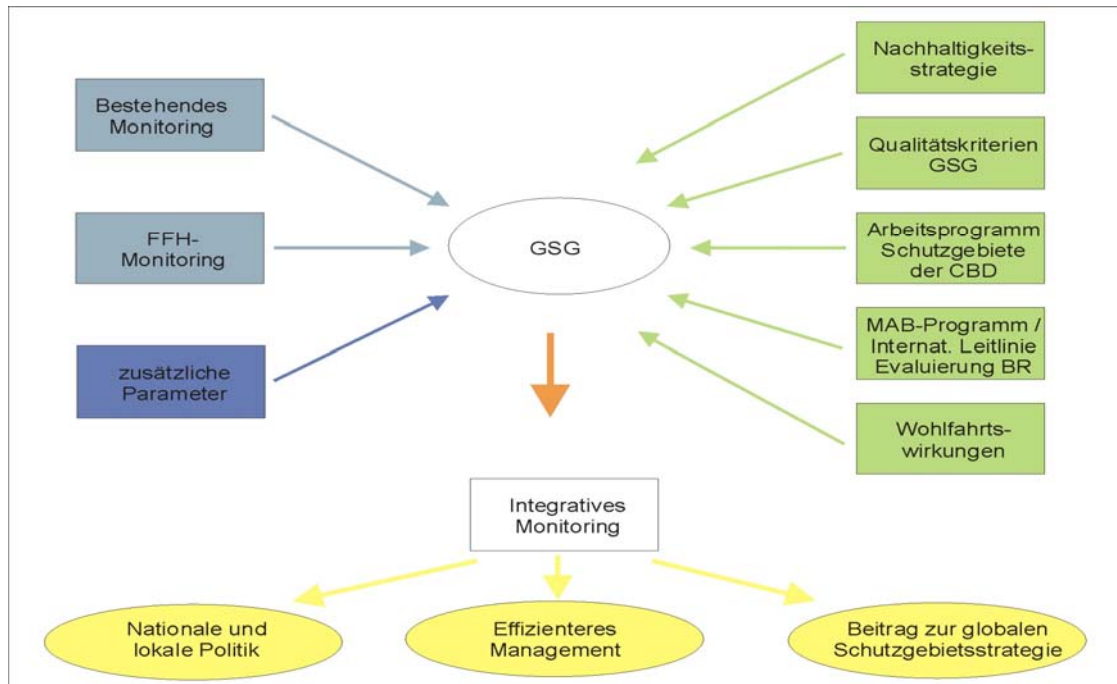 Bestehendes
Monitoring
FFH-
Monitoring
zusätzliche
Parameter
GSG
Nachhaltigkeits-
strategie
Qualitätskriterien
GSG
Arbeitsprogramm
Schutzgebiete
der CBD
MAB-Programm /
Internat. Leitlinie
Evaluierung BR
Wohlfahrts-
wirkungen
Integratives
Monitoring
Nationale und
lokale Politik
Effizienteres
Management
Beitrag zur globalen
Schutzgebietsstrategie